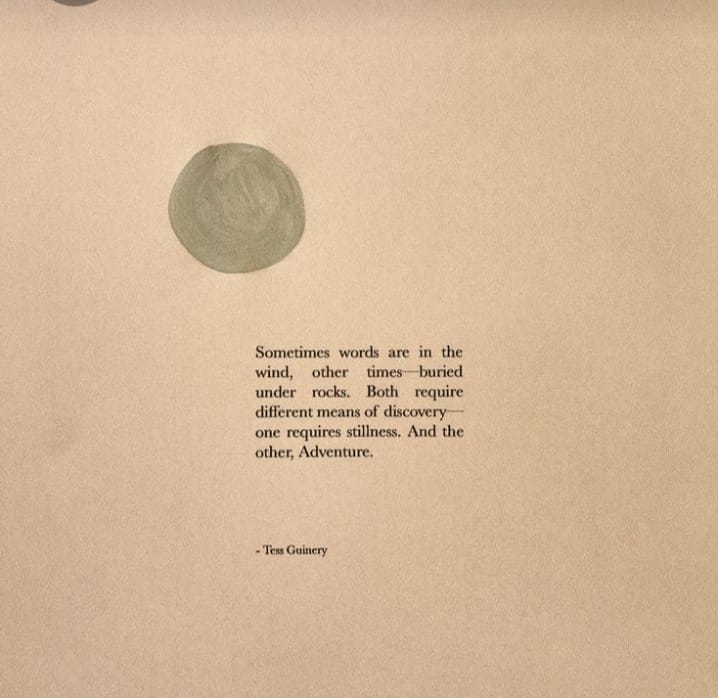 Sometimes words are in the
wind, other times—buried
under rocks. Both require
different means of discovery—
one requires stillness. And the
other, Adventure.
- Tess Guinery